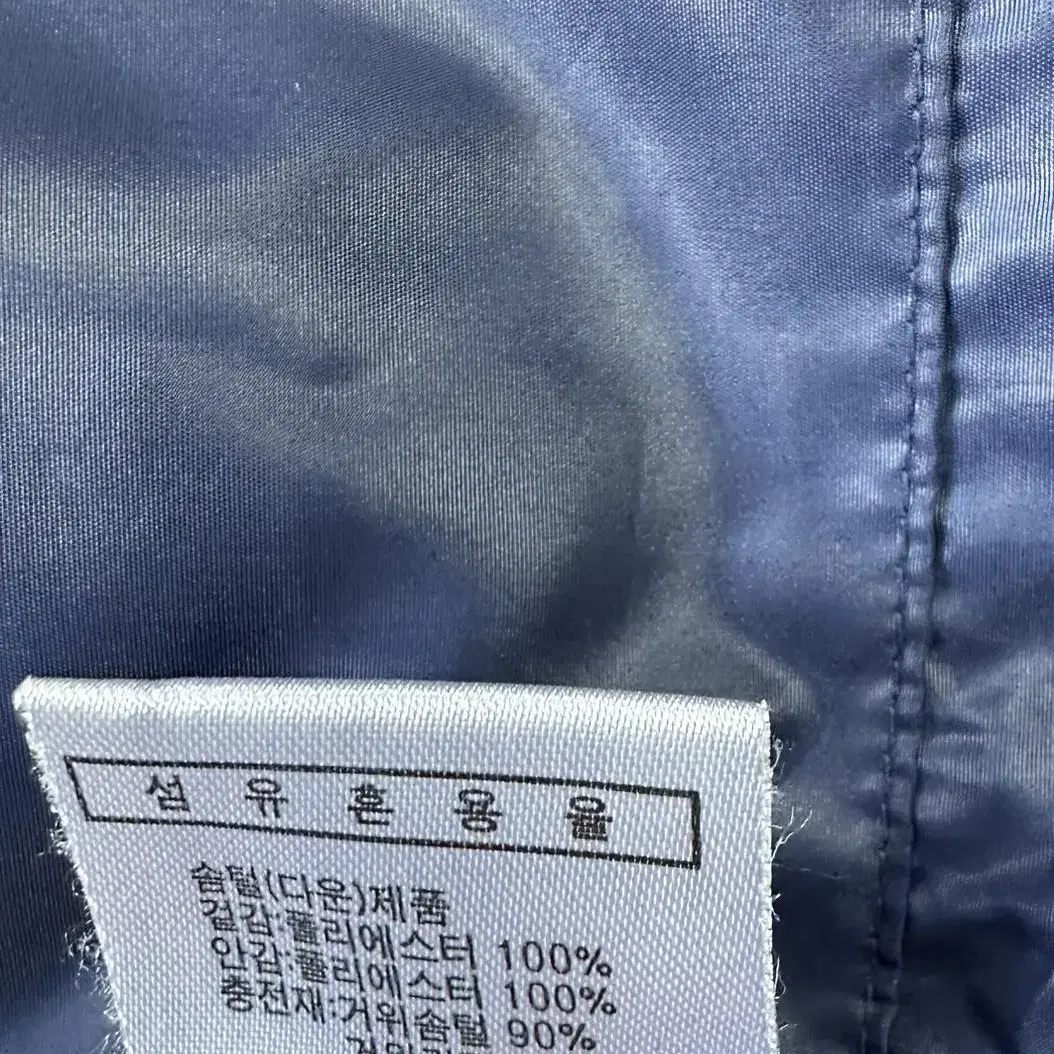 섬 유 혼 용 율
솜털(다운)제품
겉감:폴리에스터 100%
안감:폴리에스터 100%
충전재:거위솜털 90%